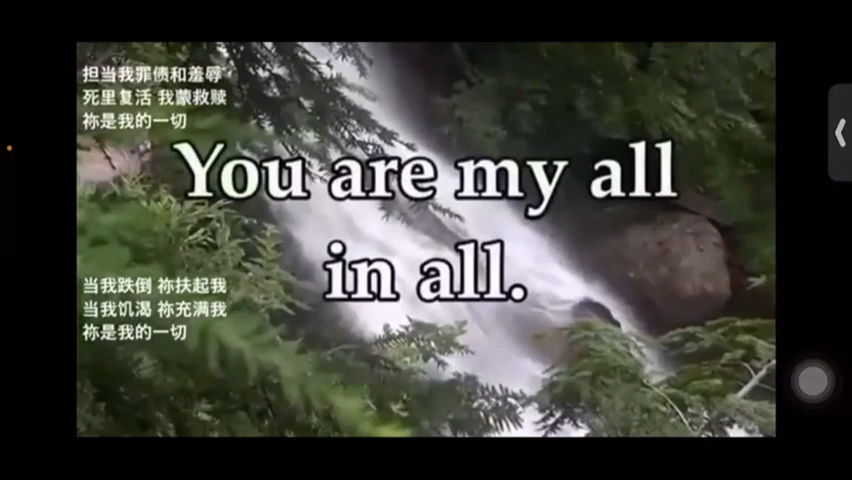 担当我罪债和羞辱
死里复活 我蒙救赎
祢是我的一切
You are my all
in all.
当我跌倒 祢扶起我
当我饥渴 祢充满我
祢是我的一切